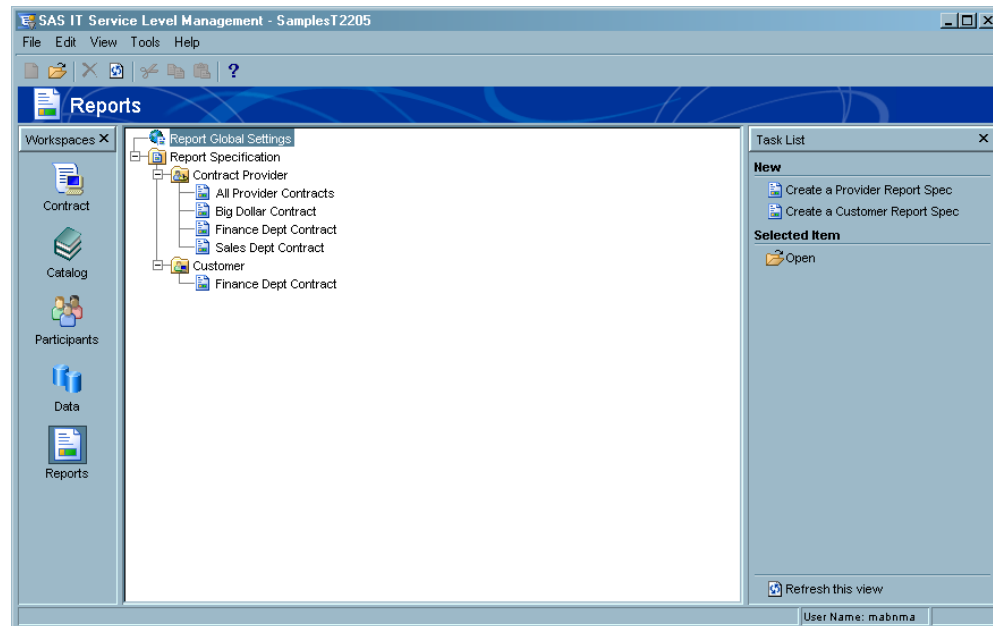 SAS IT Service Level Management - SamplesT2205
File Edit View Tools Help
?
Reports
Workspaces X
Contract
Catalog
Participants
Data
Reports
Report Global Settings
Report Specification
Contract Provider
All Provider Contracts
Big Dollar Contract
Finance Dept Contract
Sales Dept Contract
Customer
Finance Dept Contract
Task List X
New
Create a Provider Report Spec
Create a Customer Report Spec
Selected Item
Open
Refresh this view
User Name: mabnma